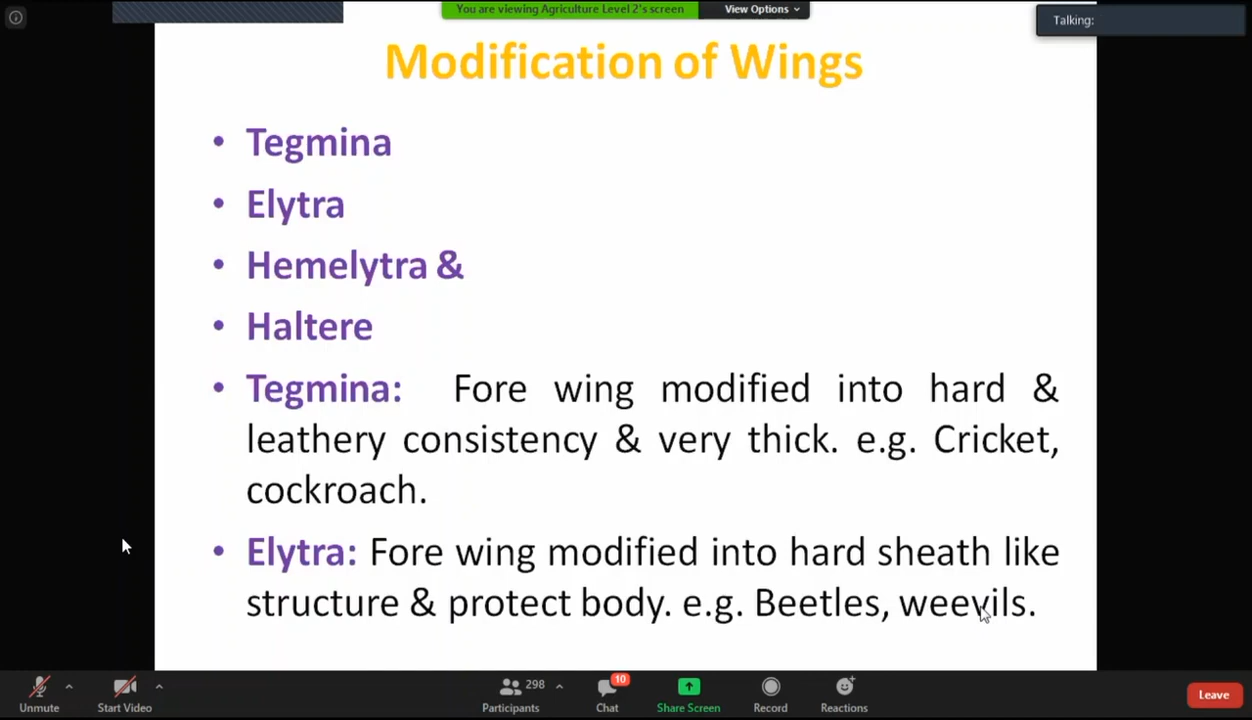 You are viewing Agriculture Level 2's screen
View Options
Talking:
Modification of Wings
• Tegmina
• Elytra
• Hemelytra &
• Haltere
• Tegmina: Fore wing modified into hard &
leathery consistency & very thick. e.g. Cricket,
cockroach.
• Elytra: Fore wing modified into hard sheath like
structure & protect body. e.g. Beetles, weevils.
298
10
Unmute
Start Video
Participants
Chat
Share Screen
Record
Reactions
Leave